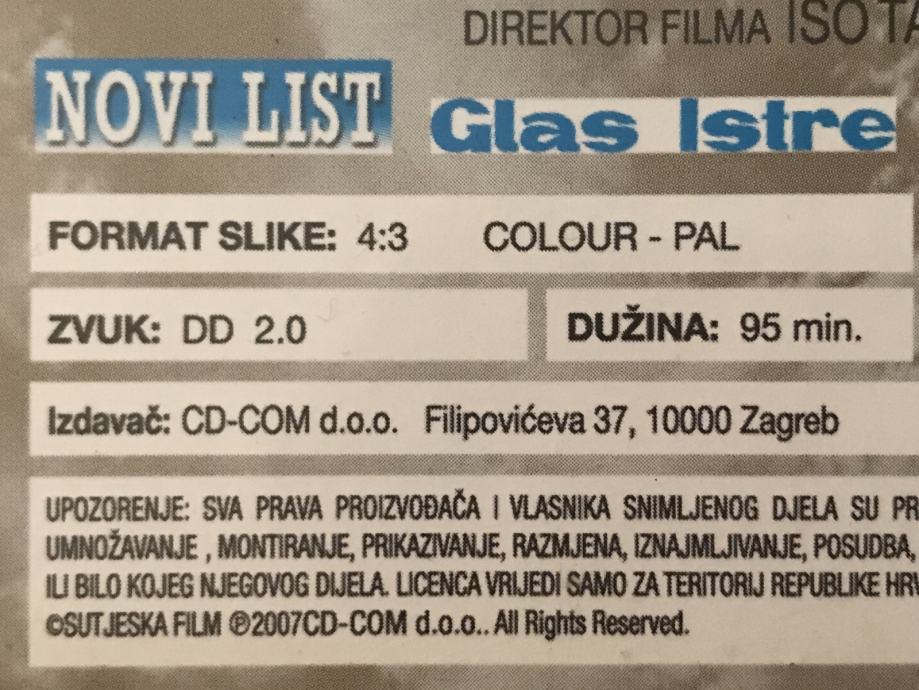 DIREKTOR FILMA ISO
NOVI LIST
Glas Istre
FORMAT SLIKE: 4:3 COLOUR - PAL
ZVUK: DD 2.0
DUŽINA: 95 min.
Izdavač: CD-COM d.o.o. Filipovićeva 37, 10000 Zagreb
UPOZORENJE: SVA PRAVA PROIZVOĐAČA I VLASNIKA SNIMLJENOG DJELA SU
UMNOŽAVANJE , MONTIRANJE, PRIKAZIVANJE, RAZMJENA, IZNAJMLJIVANJE, POSUDBA,
ILI BILO KOJEG NJEGOVOG DIJELA. LICENCA VRIJEDI SAMO ZA TERITORIJ REPUBLIKE
©SUTJESKA FILM ℗2007CD-COM d.o.o.. All Rights Reserved.